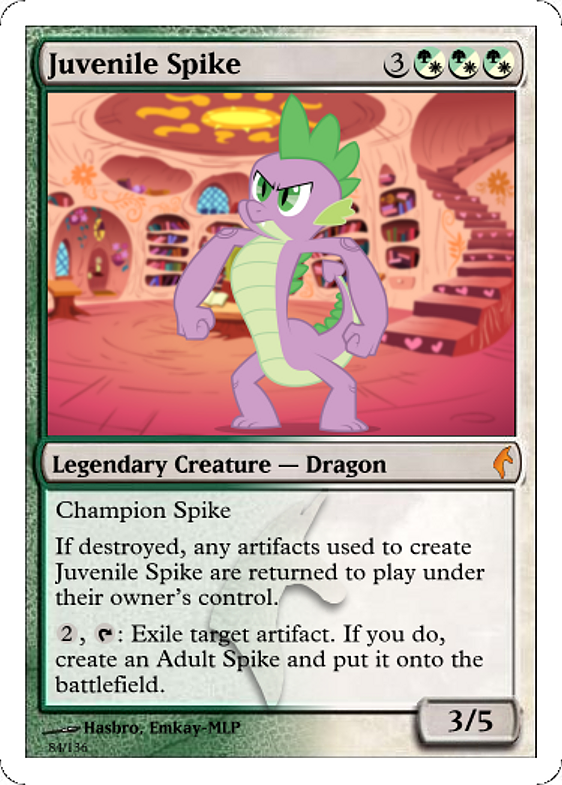 Juvenile Spike 3
Legendary Creature — Dragon
Champion Spike
If destroyed, any artifacts used to create
Juvenile Spike are returned to play under
their owner's control.
2, : Exile target artifact. If you do,
create an Adult Spike and put it onto the
battlefield.
3/5
Hasbro, Emkay-MLP
84/136